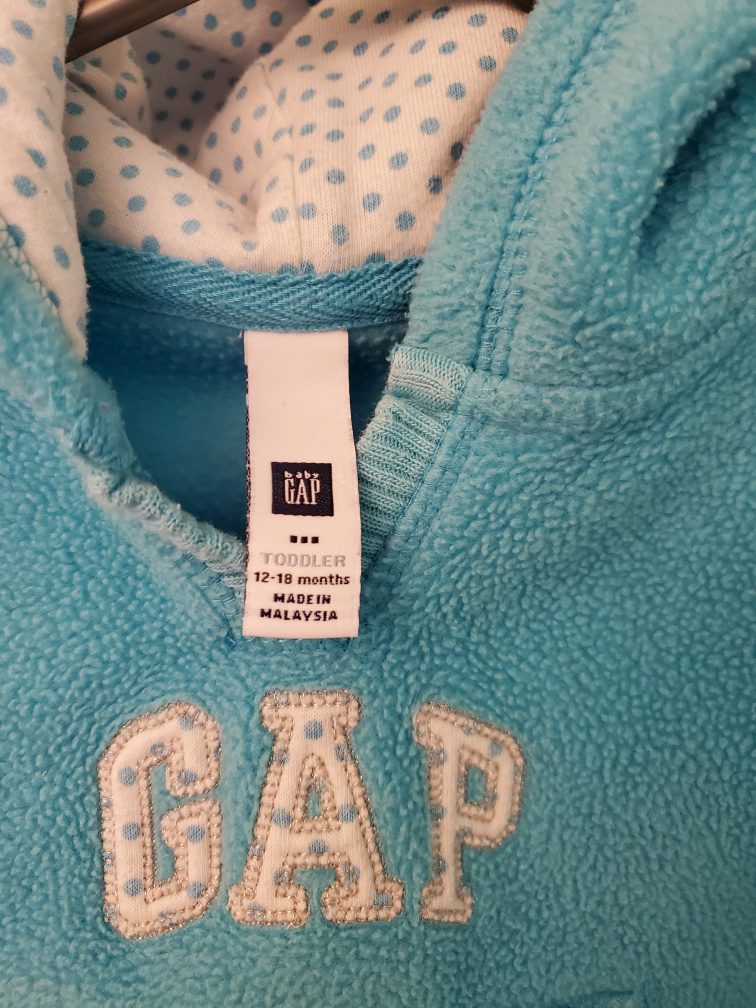 baby
GAP
TODDLER
12-18 months
MADE IN
MALAYSIA
GAP